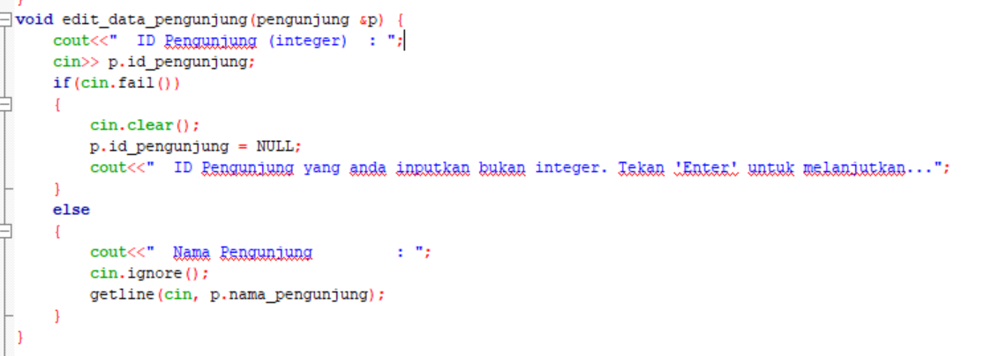 }
void edit_data_pengunjung(pengunjung &p) {
    cout<<"  ID Pengunjung (integer)  : ";
    cin>> p.id_pengunjung;
    if(cin.fail())
    {
        cin.clear();
        p.id_pengunjung = NULL;
        cout<<"  ID Pengunjung yang anda inputkan bukan integer. Tekan 'Enter' untuk melanjutkan...";
    }
    else
    {
        cout<<"  Nama Pengunjung         : ";
        cin.ignore();
        getline(cin, p.nama_pengunjung);
    }
}